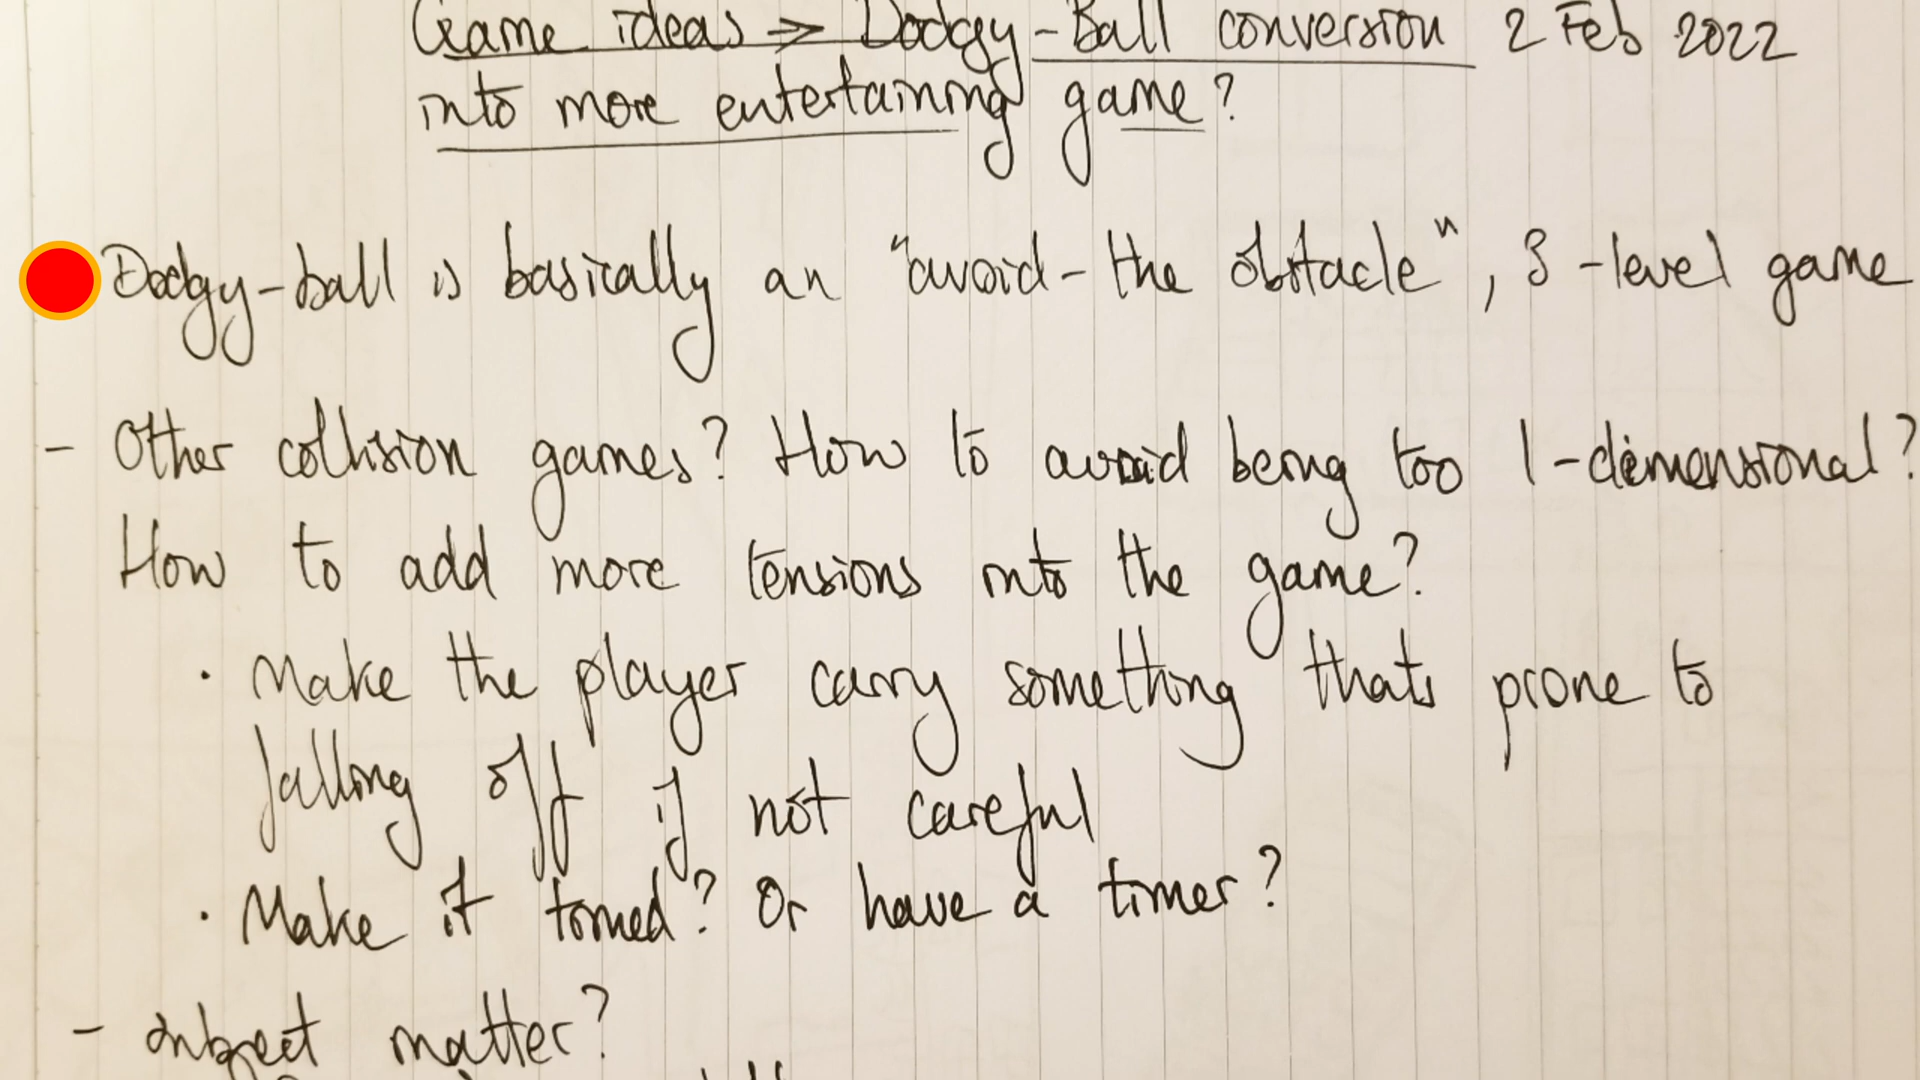 Game ideas → Dodgy-Ball conversion 2 Feb 2022
into more entertaining game?
Dodgy-ball is basically an "avoid-the obstacle", 3-level game
- Other collision games? How to avoid being too 1-dimensional?
How to add more tensions into the game?
· Make the player carry something thats prone to
falling off if not careful
· Make it timed? Or have a timer?
- Subject matter?